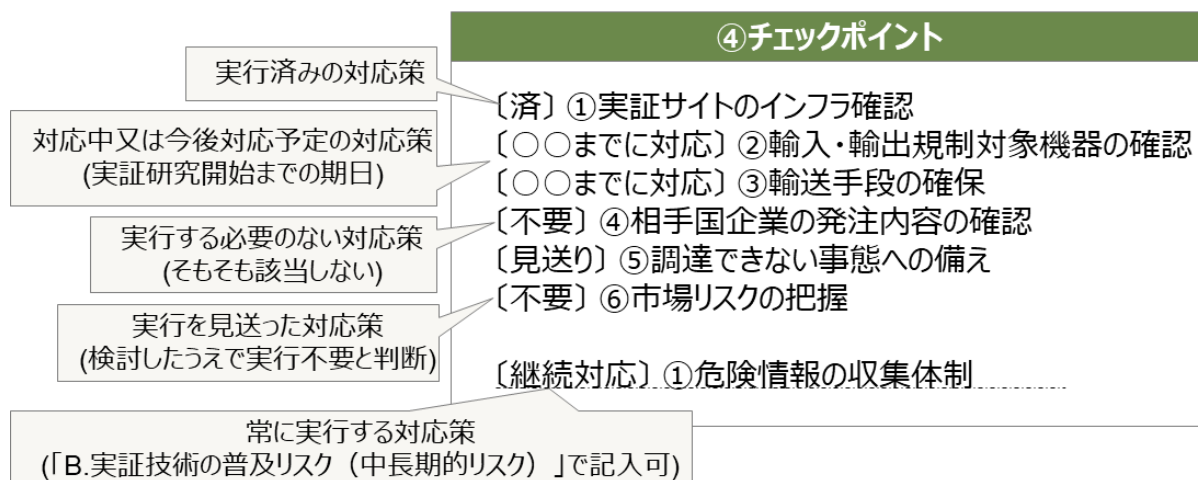 ④チェックポイント
実行済みの対応策
〔済〕①実証サイトのインフラ確認
対応中又は今後対応予定の対応策
(実証研究開始までの期日)
〔○○までに対応〕②輸入・輸出規制対象機器の確認
〔○○までに対応〕③輸送手段の確保
実行する必要のない対応策
(そもそも該当しない)
〔不要〕④相手国企業の発注内容の確認
〔見送り〕⑤調達できない事態への備え
実行を見送った対応策
(検討したうえで実行不要と判断)
〔不要〕⑥市場リスクの把握
〔継続対応〕①危険情報の収集体制
常に実行する対応策
(「B.実証技術の普及リスク（中長期的リスク）」で記入可)